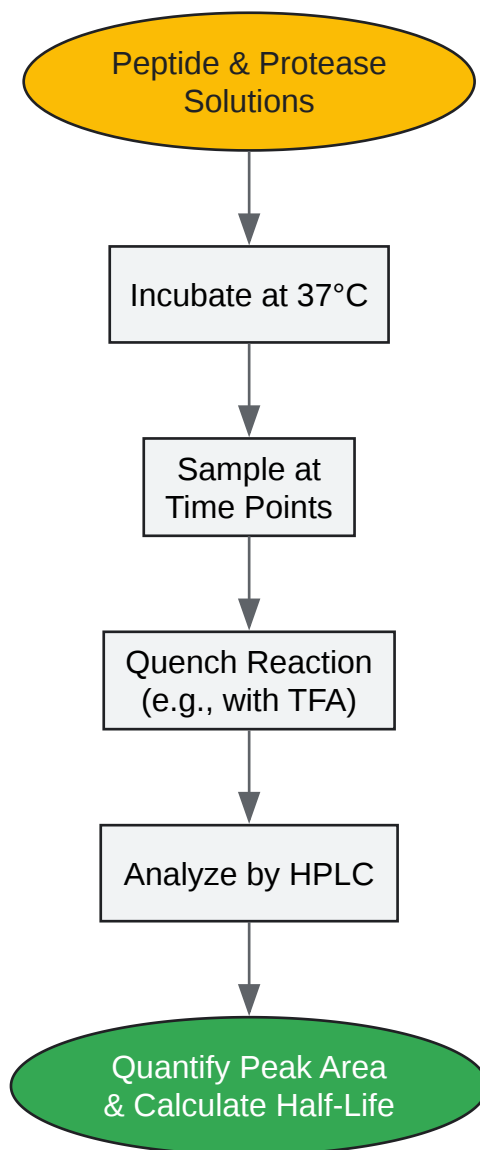 Peptide & Protease
Solutions
Incubate at 37°C
Sample at
Time Points
Quench Reaction
(e.g., with TFA)
Analyze by HPLC
Quantify Peak Area
& Calculate Half-Life